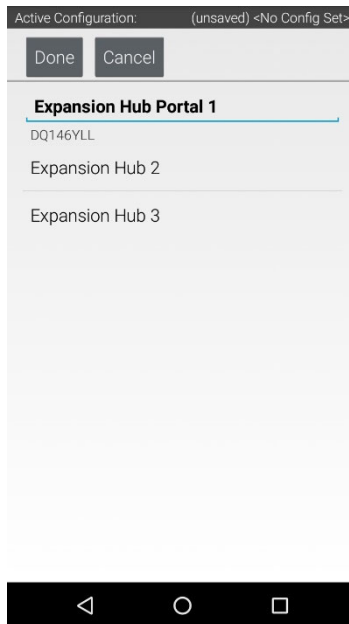 Active Configuration: (unsaved) <No Config Set>
Done Cancel
Expansion Hub Portal 1
DQ146YLL
Expansion Hub 2
Expansion Hub 3